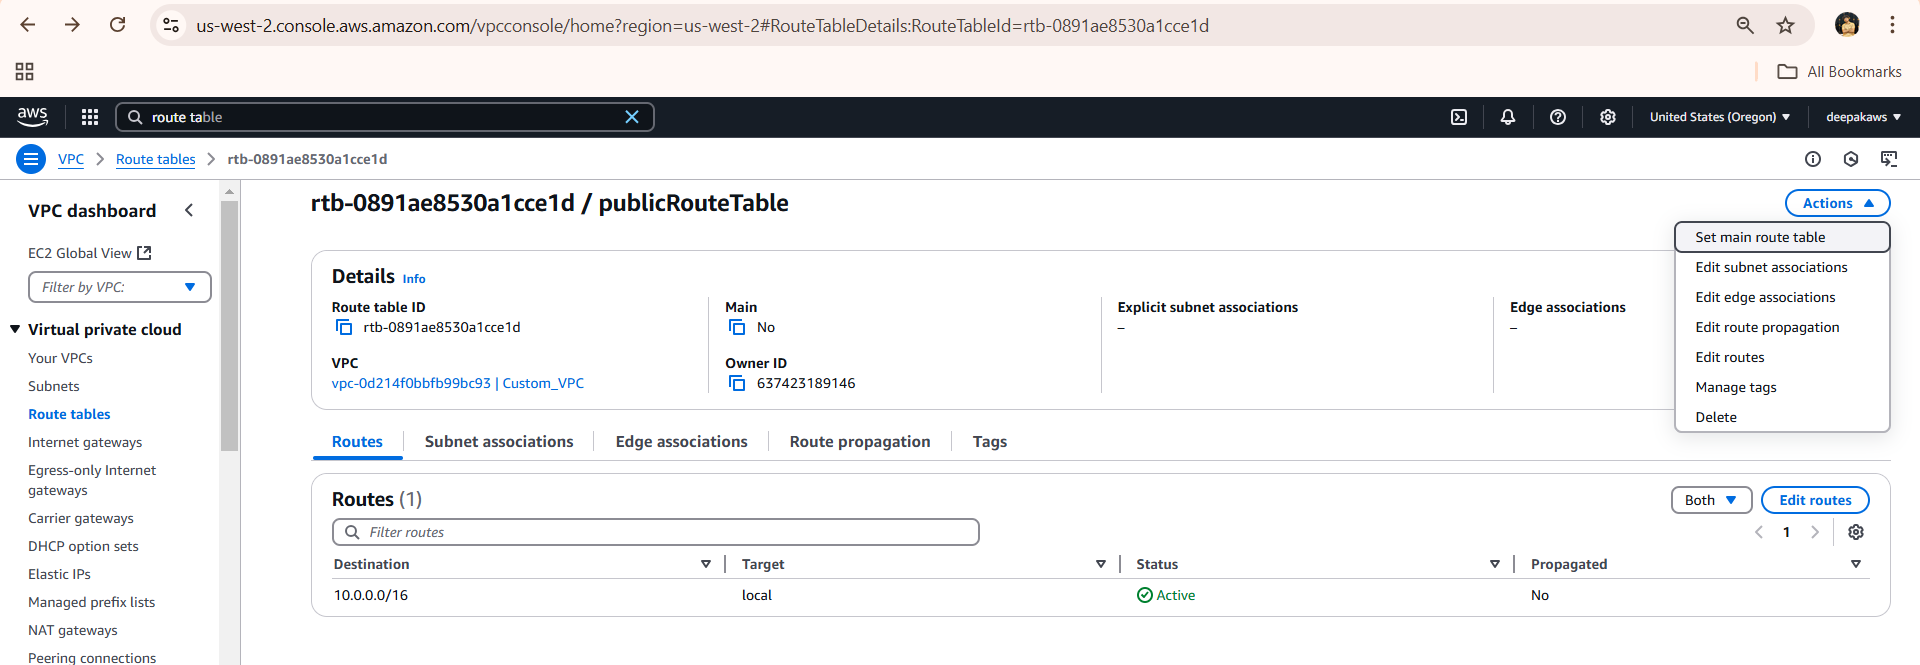 us-west-2.console.aws.amazon.com/vpcconsole/home?region=us-west-2#RouteTableDetails:RouteTableId=rtb-0891ae8530a1cce1d
All Bookmarks
aws
route table
United States (Oregon)
deepakaws
VPC
Route tables
rtb-0891ae8530a1cce1d
VPC dashboard
EC2 Global View
Filter by VPC:
Virtual private cloud
Your VPCs
Subnets
Route tables
Internet gateways
Egress-only Internet
gateways
Carrier gateways
DHCP option sets
Elastic IPs
Managed prefix lists
NAT gateways
Peering connections
rtb-0891ae8530a1cce1d / publicRouteTable
Actions
Set main route table
Edit subnet associations
Edit edge associations
Edit route propagation
Edit routes
Manage tags
Delete
Details Info
Route table ID
rtb-0891ae8530a1cce1d
Main
No
Explicit subnet associations
–
Edge associations
–
VPC
vpc-0d214f0bbfb99bc93 | Custom_VPC
Owner ID
637423189146
Routes
Subnet associations
Edge associations
Route propagation
Tags
Routes (1)
Both
Edit routes
Filter routes
1
Destination Target Status Propagated
10.0.0.0/16 local Active No